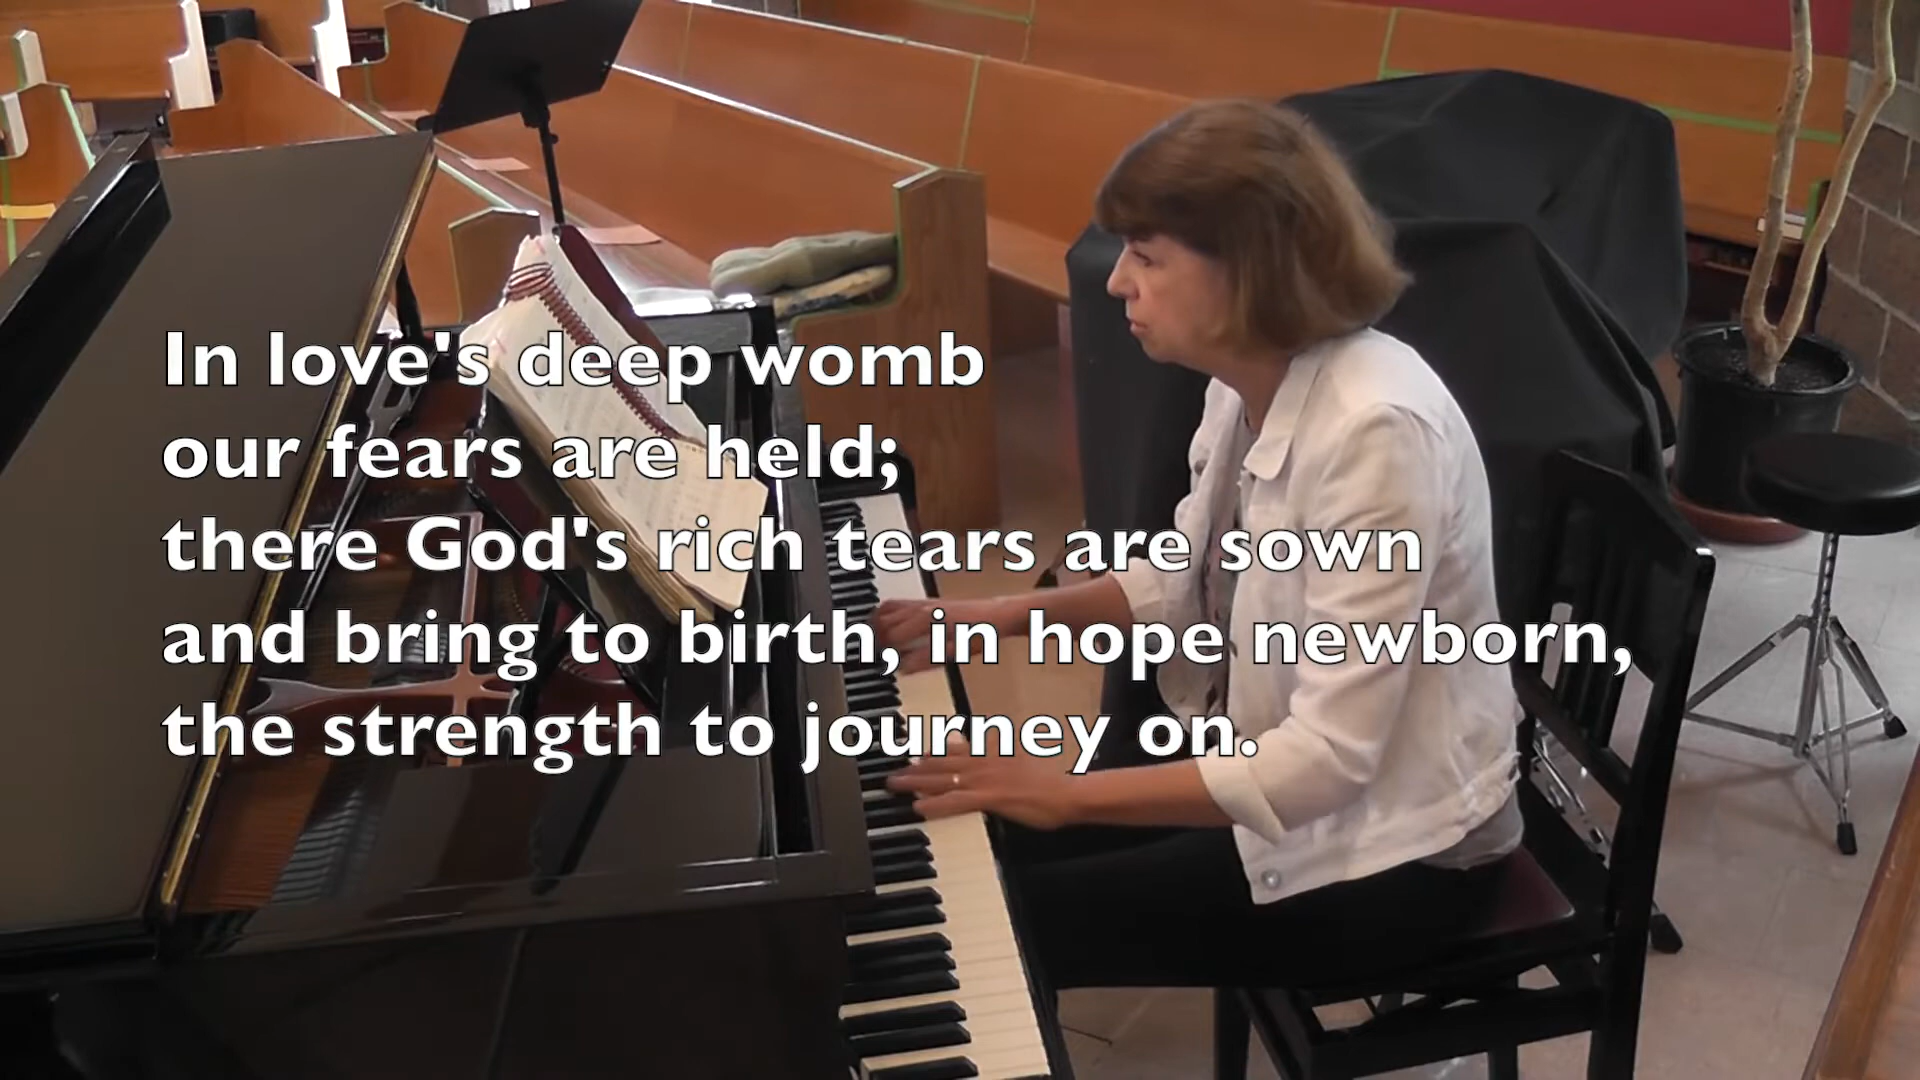 In love's deep womb
our fears are held;
there God's rich tears are sown
and bring to birth, in hope newborn,
the strength to journey on.